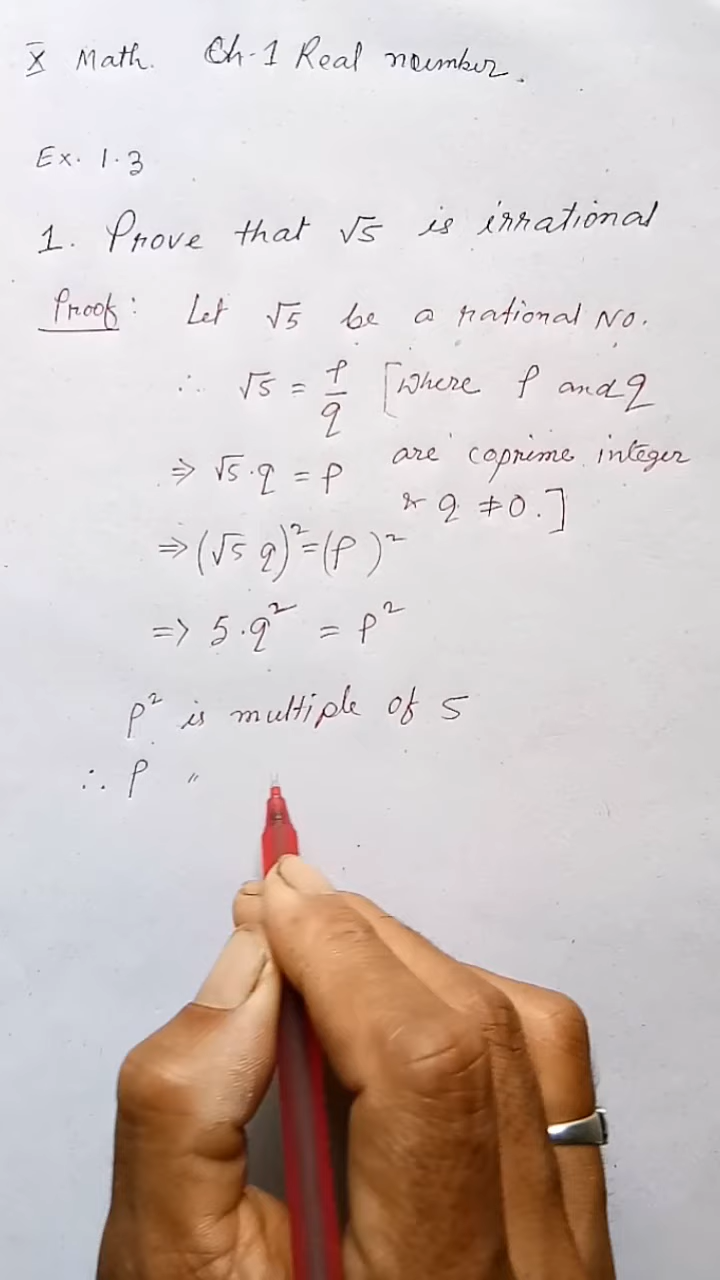 X Math. Ch-1 Real number.
Ex. 1.3
1. Prove that √5 is irrational
Proof: Let √5 be a rational No.
∴ √5 = p/q [where p and q
are coprime integer
⇒ √5·q = p
& q ≠ 0.]
⇒ (√5 q)² = (p)²
⇒ 5·q² = p²
p² is multiple of 5
∴ p "